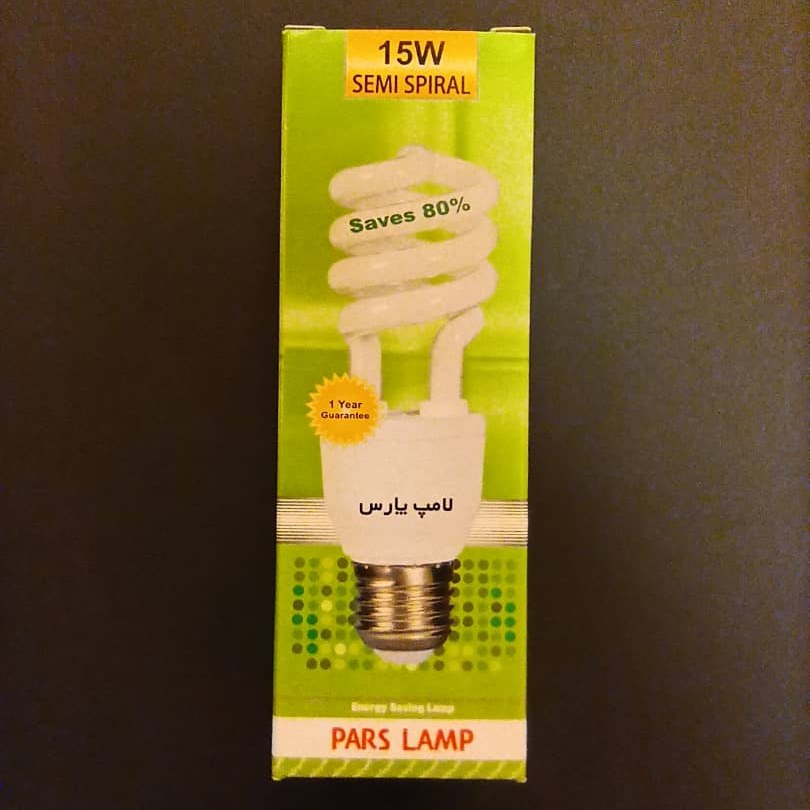 15W
SEMI SPIRAL
Saves 80%
1 Year
Guarantee
لامپ پارس
Energy Saving Lamp
PARS LAMP